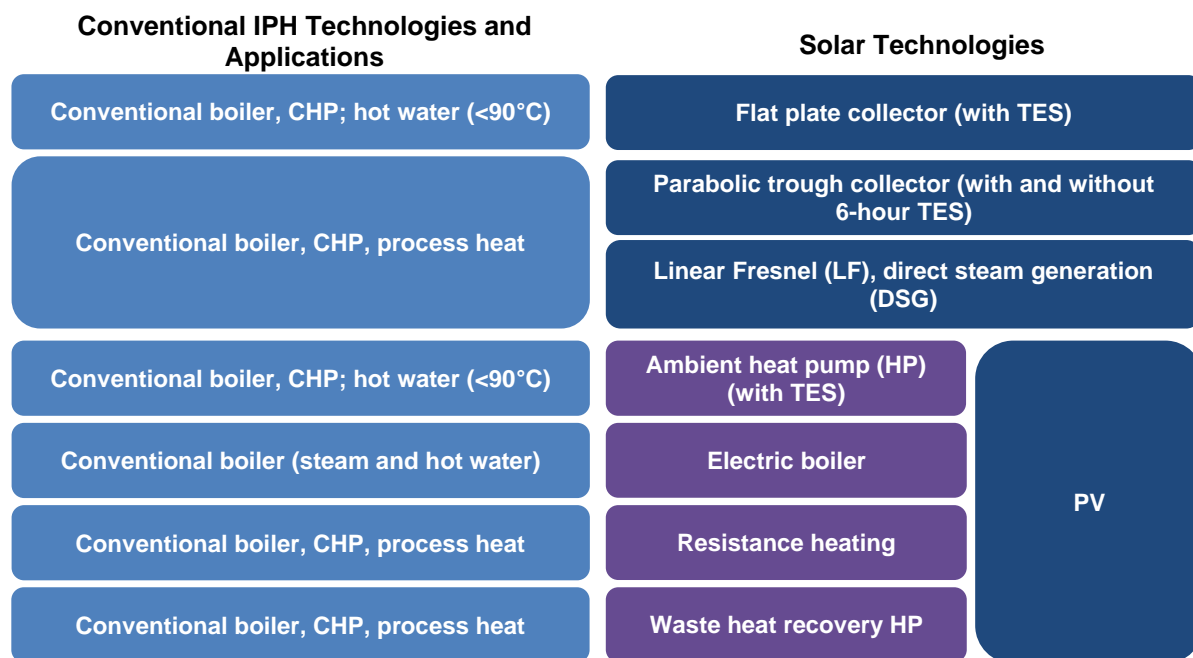 Conventional IPH Technologies and
Applications
Solar Technologies
Conventional boiler, CHP; hot water (<90°C)
Flat plate collector (with TES)
Conventional boiler, CHP, process heat
Parabolic trough collector (with and without
6-hour TES)
Linear Fresnel (LF), direct steam generation
(DSG)
Conventional boiler, CHP; hot water (<90°C)
Ambient heat pump (HP)
(with TES)
Conventional boiler (steam and hot water)
Electric boiler
PV
Conventional boiler, CHP, process heat
Resistance heating
Conventional boiler, CHP, process heat
Waste heat recovery HP